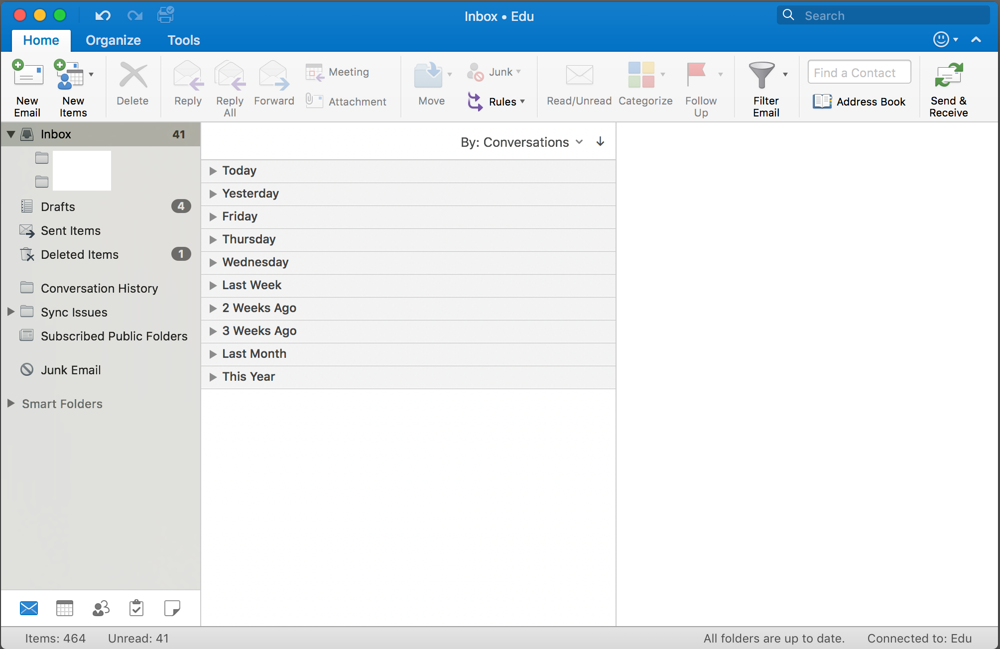 Inbox • Edu
Search
Home
Organize
Tools
New Email
New Items
Delete
Reply
Reply All
Forward
Meeting
Attachment
Move
Junk
Rules
Read/Unread
Categorize
Follow Up
Filter Email
Find a Contact
Address Book
Send & Receive
Inbox 41
Drafts 4
Sent Items
Deleted Items 1
Conversation History
Sync Issues
Subscribed Public Folders
Junk Email
Smart Folders
By: Conversations
Today
Yesterday
Friday
Thursday
Wednesday
Last Week
2 Weeks Ago
3 Weeks Ago
Last Month
This Year
Items: 464
Unread: 41
All folders are up to date.
Connected to: Edu